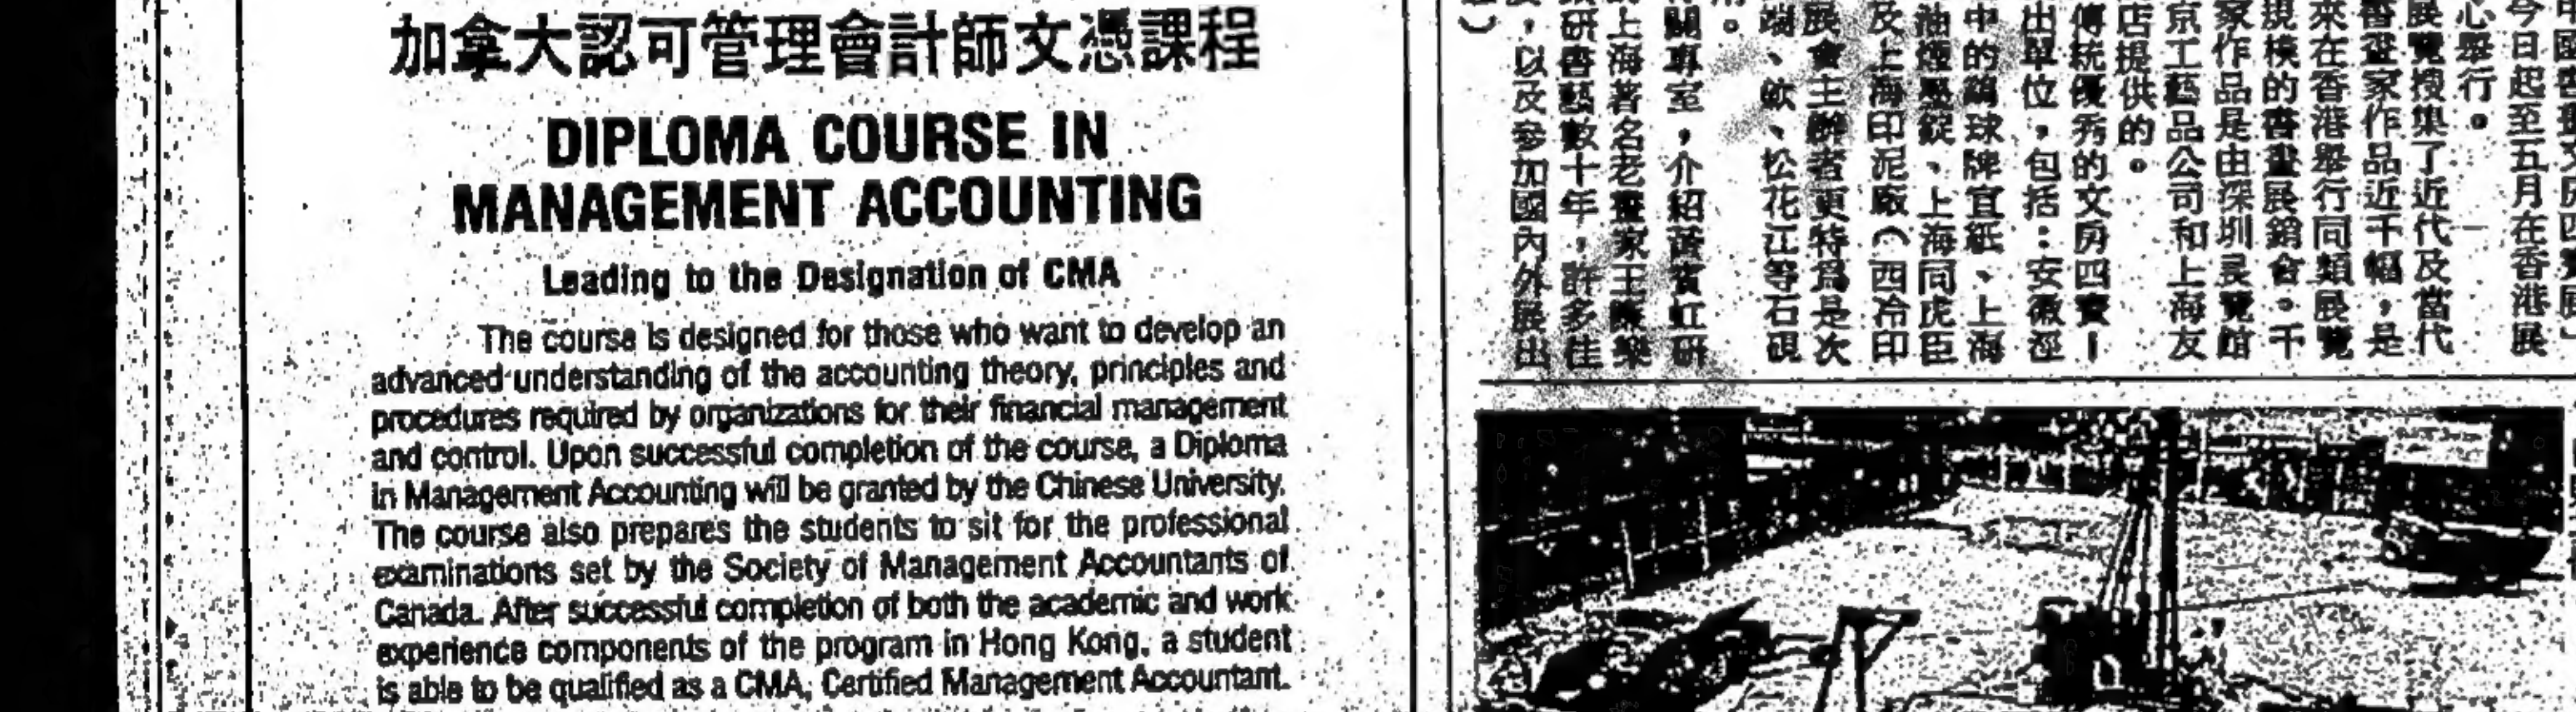 加拿大認可管理會計師文憑課程
DIPLOMA COURSE IN
MANAGEMENT ACCOUNTING
Leading to the Designation of CMA
The course is designed for those who want to develop an
advanced understanding of the accounting theory, principles and
procedures required by organizations for their financial management
and control. Upon successful completion of the course, a Diploma
in Management Accounting will be granted by the Chinese University.
The course also prepares the students to sit for the professional
examinations set by the Society of Management Accountants of
Canada. After successful completion of both the academic and work
experience components of the program in Hong Kong, a student
is able to be qualified as a CMA, Certified Management Accountant.
今日起至五月在香港展
心舉行。
展覽搜集了近代及當代
書畫家作品近千幅，是
來在香港舉行同類展覽
規模的書畫展銷會。千
家作品是由深圳展覽館
京工藝品公司和上海友
店提供的。
傳統優秀的文房四寶｜
出單位，包括：安徽涇
中的球牌宣紙、上海
油煙墨錠、上海同虎臣
及上海印泥廠（西冷印
展會主辦者更特爲是次
端、歙、松花江等石硯
用。
開專室，介紹黃賓虹研
上海著名老畫家王康樂
研書藝數十年，許多佳
，以及參加國內外展出